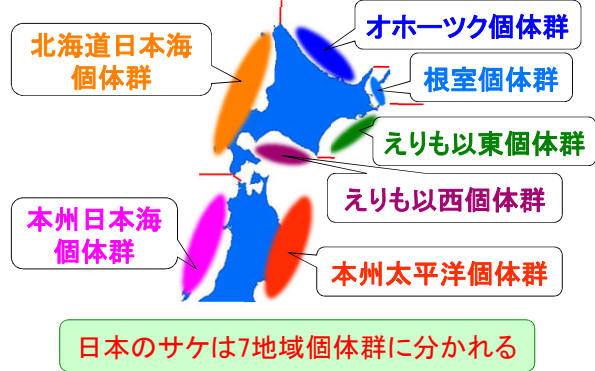 オホーツク個体群
北海道日本海
個体群
根室個体群
えりも以東個体群
えりも以西個体群
本州日本海
個体群
本州太平洋個体群
日本のサケは7地域個体群に分かれる